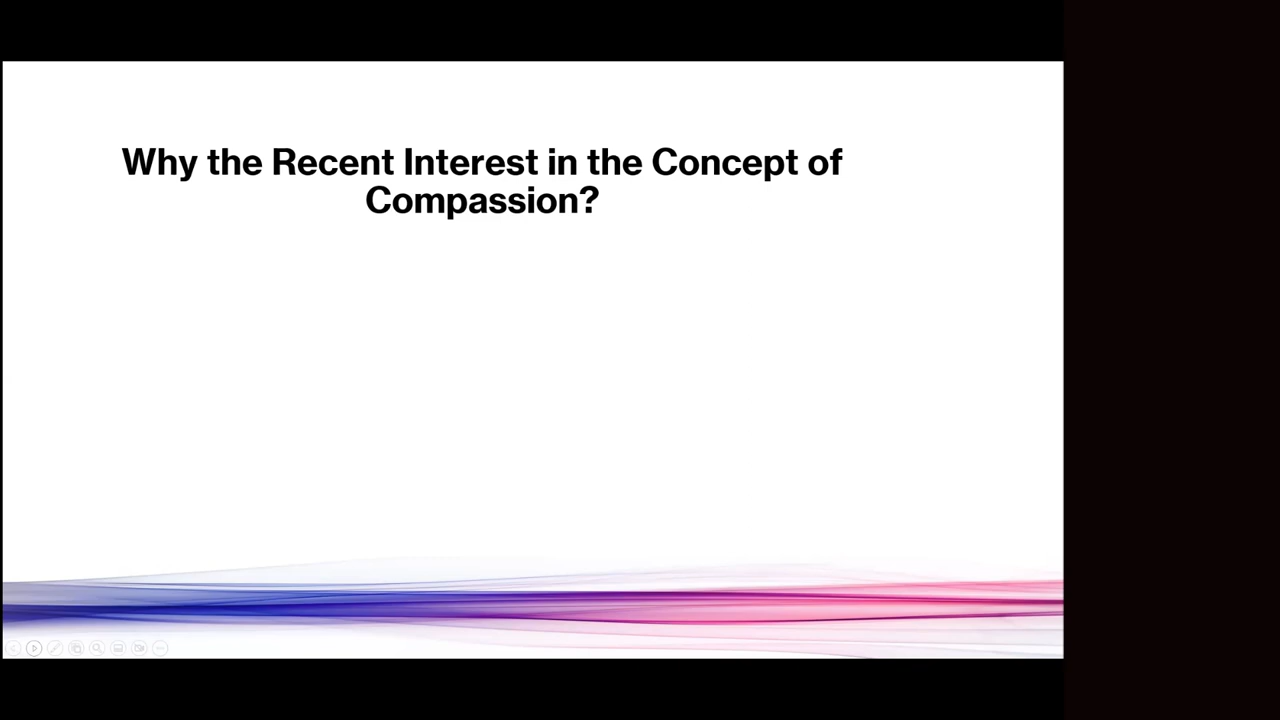 Why the Recent Interest in the Concept of
Compassion?